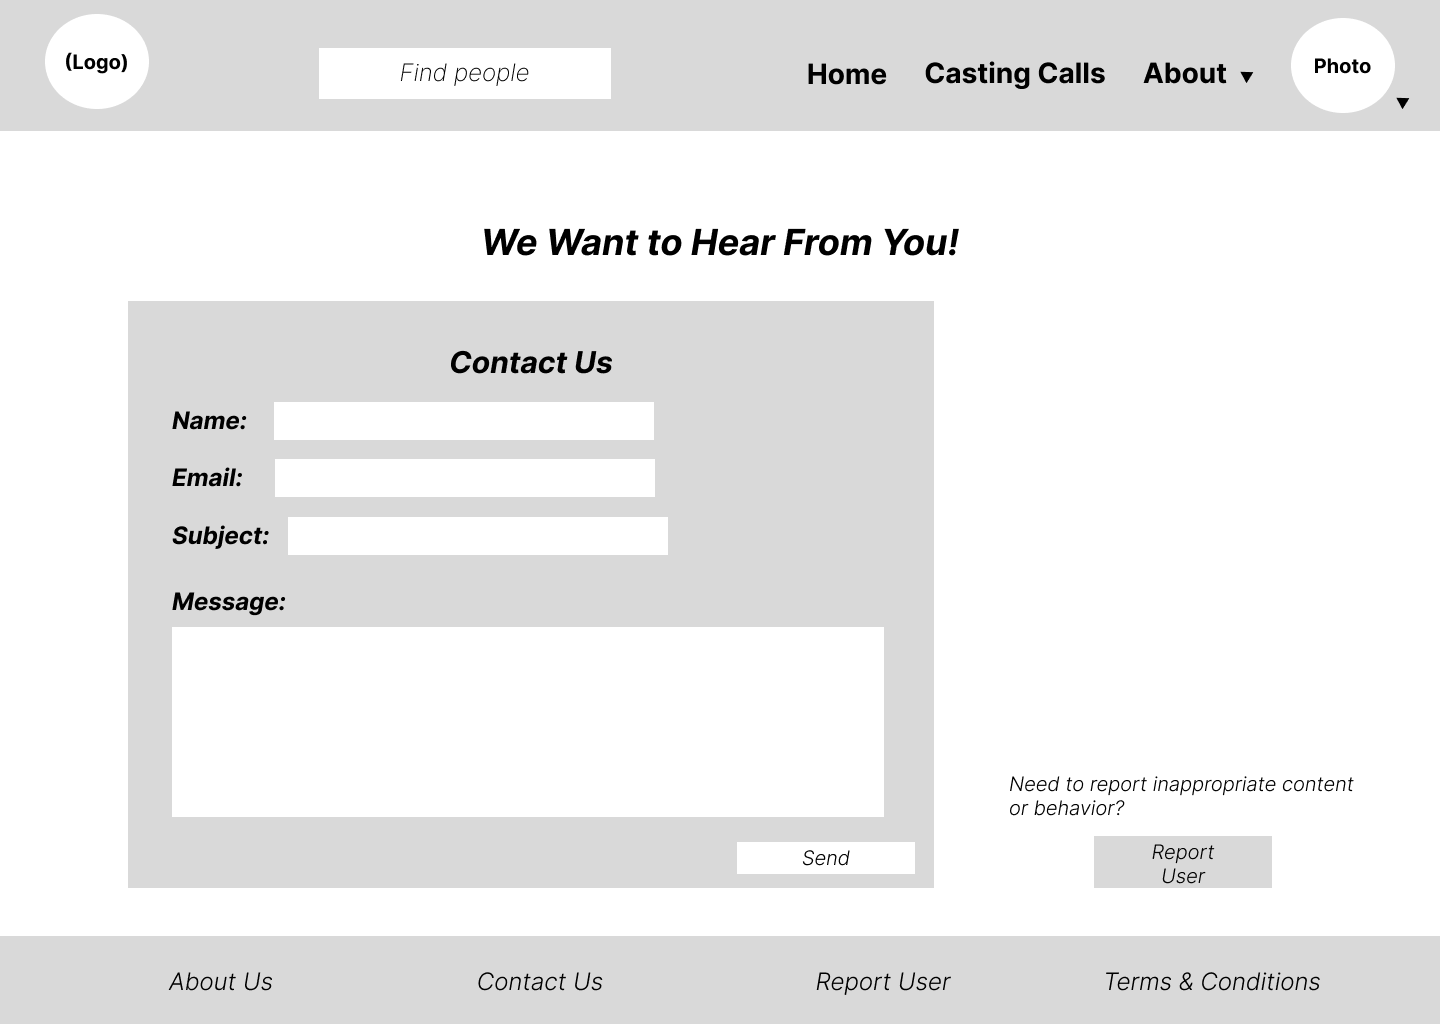 (Logo)
Find people
Home
Casting Calls
About ▼
Photo
▼
We Want to Hear From You!
Contact Us
Name:
Email:
Subject:
Message:
Send
Need to report inappropriate content
or behavior?
Report
User
About Us
Contact Us
Report User
Terms & Conditions